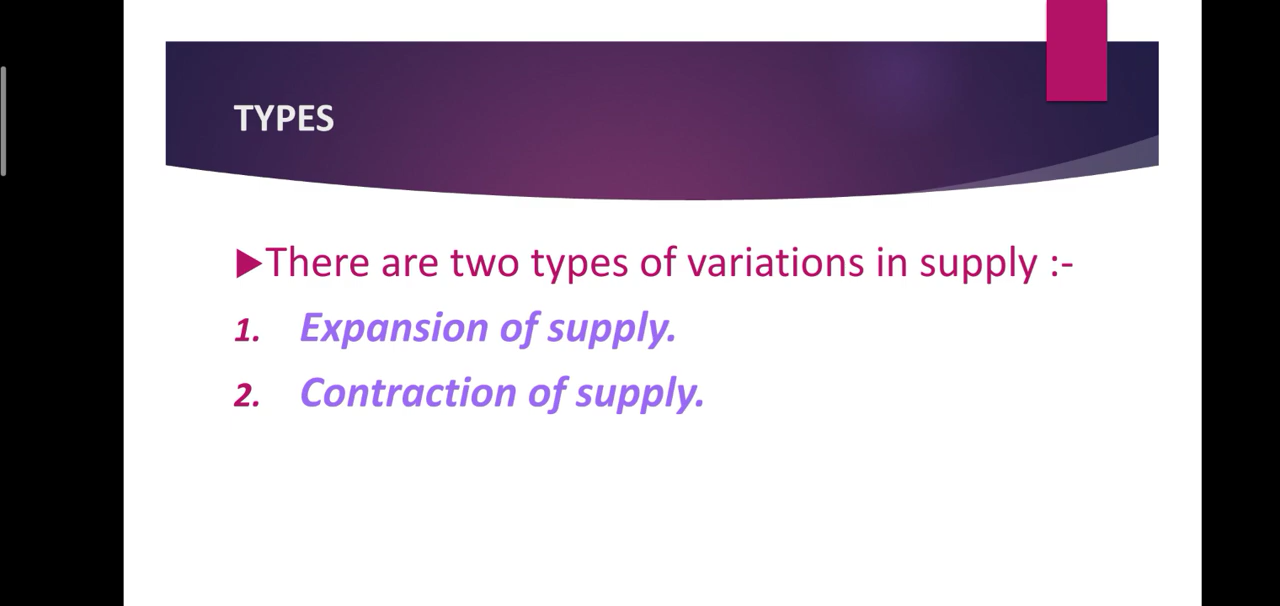 TYPES
▶There are two types of variations in supply :-
1. Expansion of supply.
2. Contraction of supply.